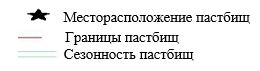 Месторасположение пастбищ
Границы пастбищ
Сезонность пастбищ